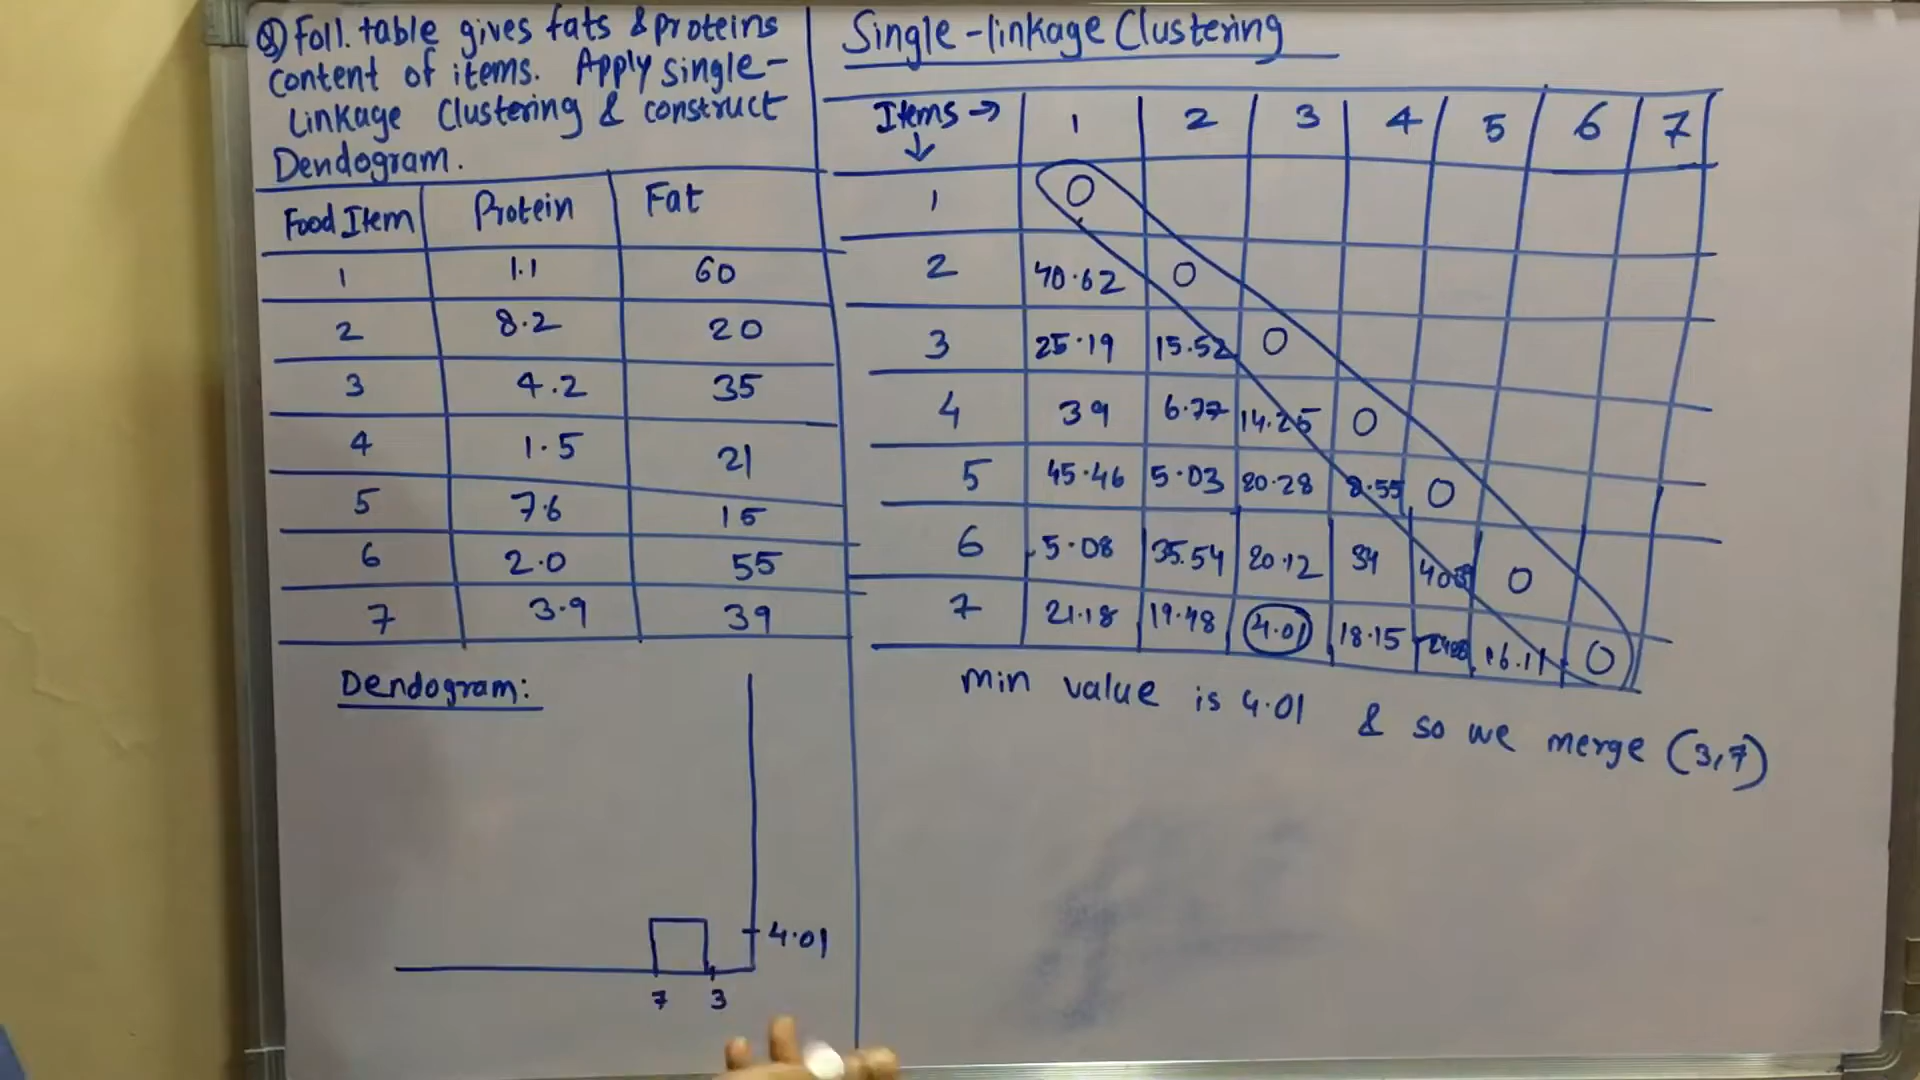 Q) Foll. table gives fats & proteins
content of items. Apply single-
Linkage Clustering & construct
Dendogram.
Food Item Protein Fat
1 1.1 60
2 8.2 20
3 4.2 35
4 1.5 21
5 7.6 15
6 2.0 55
7 3.9 39
Dendogram:
4.01
7 3
Single-linkage Clustering
Items → 1 2 3 4 5 6 7
↓
1 0
2 40.62 0
3 25.19 15.52 0
4 39 6.77 14.25 0
5 45.46 5.03 20.28 8.55 0
6 5.08 35.54 20.12 34 0
7 21.18 19.48 4.01 18.15 16.11 0
min value is 4.01 & so we merge (3,7)